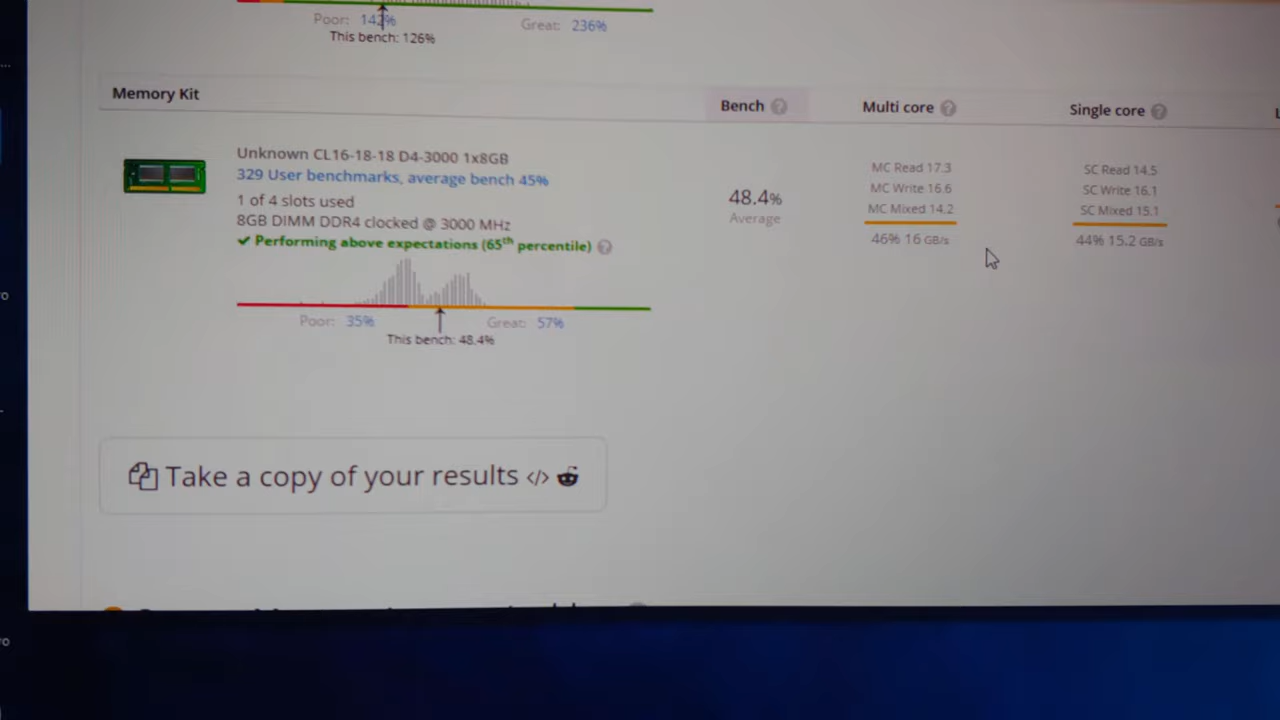 Poor: 142%
Great: 236%
This bench: 126%
Memory Kit
Bench ?
Multi core ?
Single core ?
Unknown CL16-18-18 D4-3000 1x8GB
329 User benchmarks, average bench 45%
1 of 4 slots used
8GB DIMM DDR4 clocked @ 3000 MHz
✔ Performing above expectations (65th percentile) ?
48.4%
Average
MC Read 17.3
MC Write 16.6
MC Mixed 14.2
46% 16 GB/s
SC Read 14.5
SC Write 16.1
SC Mixed 15.1
44% 15.2 GB/s
Poor: 35%
Great: 57%
This bench: 48.4%
Take a copy of your results </>